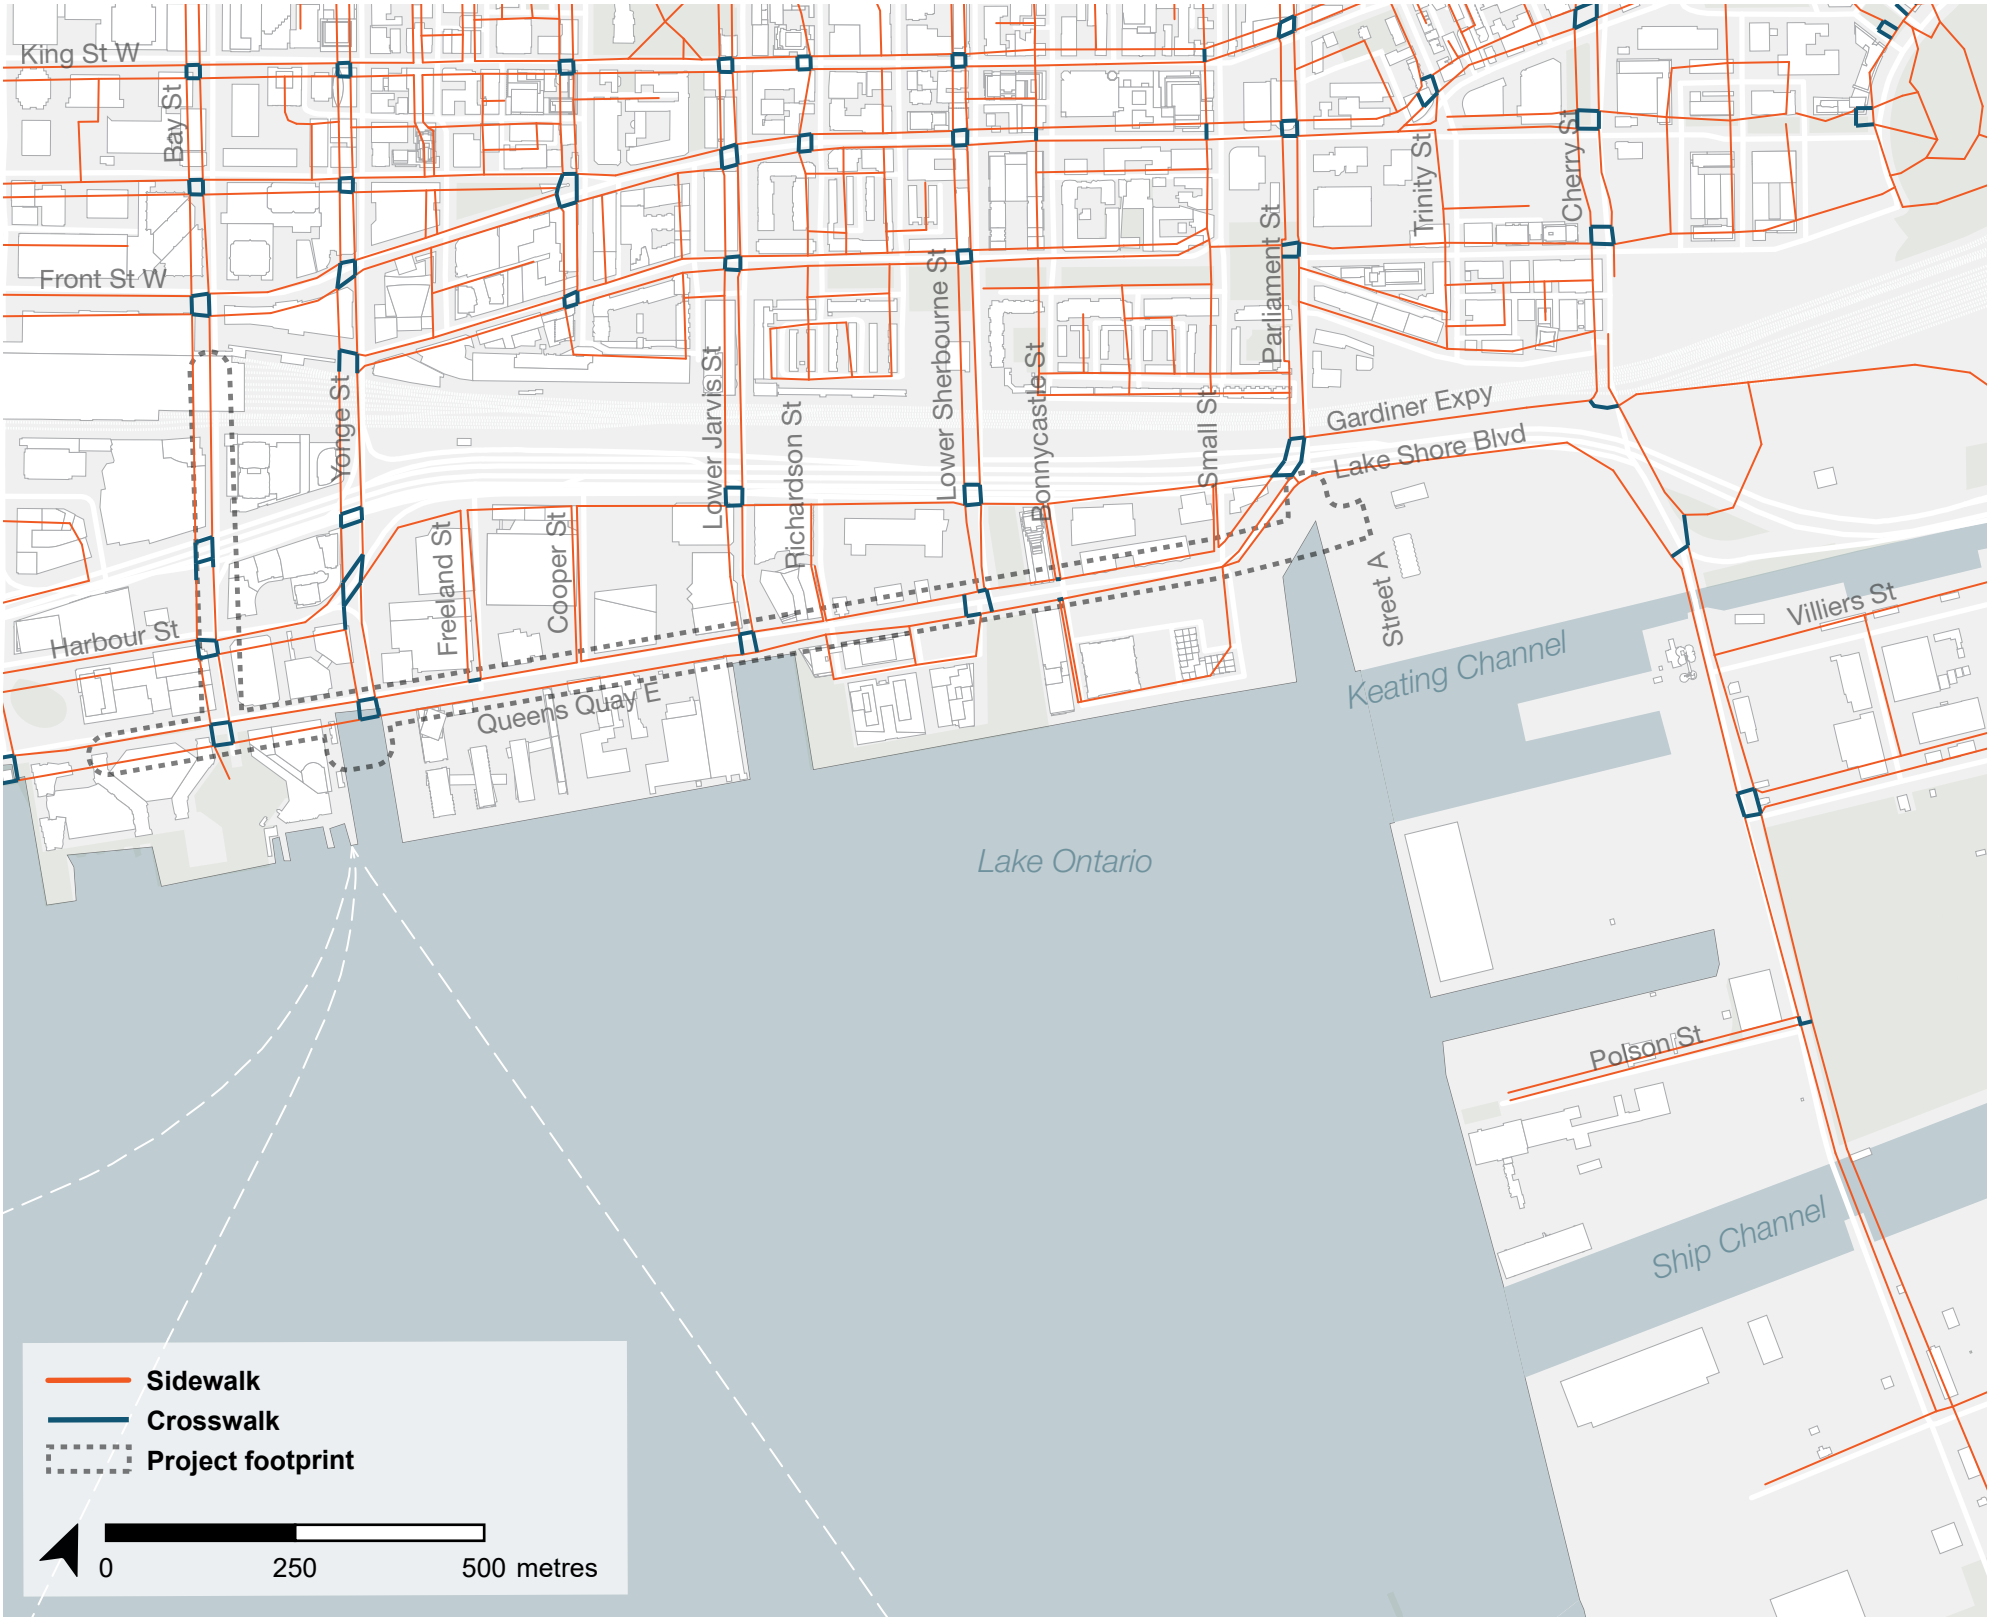 King St W
Bay St
Front St W
Yonge St
Lower Jarvis St
Richardson St
Lower Sherbourne St
Bonnycastle St
Small St
Parliament St
Trinity St
Cherry St
Gardiner Expy
Lake Shore Blvd
Freeland St
Cooper St
Harbour St
Queens Quay E
Street A
Villiers St
Keating Channel
Lake Ontario
Polson St
Ship Channel
Sidewalk
Crosswalk
Project footprint
0 250 500 metres